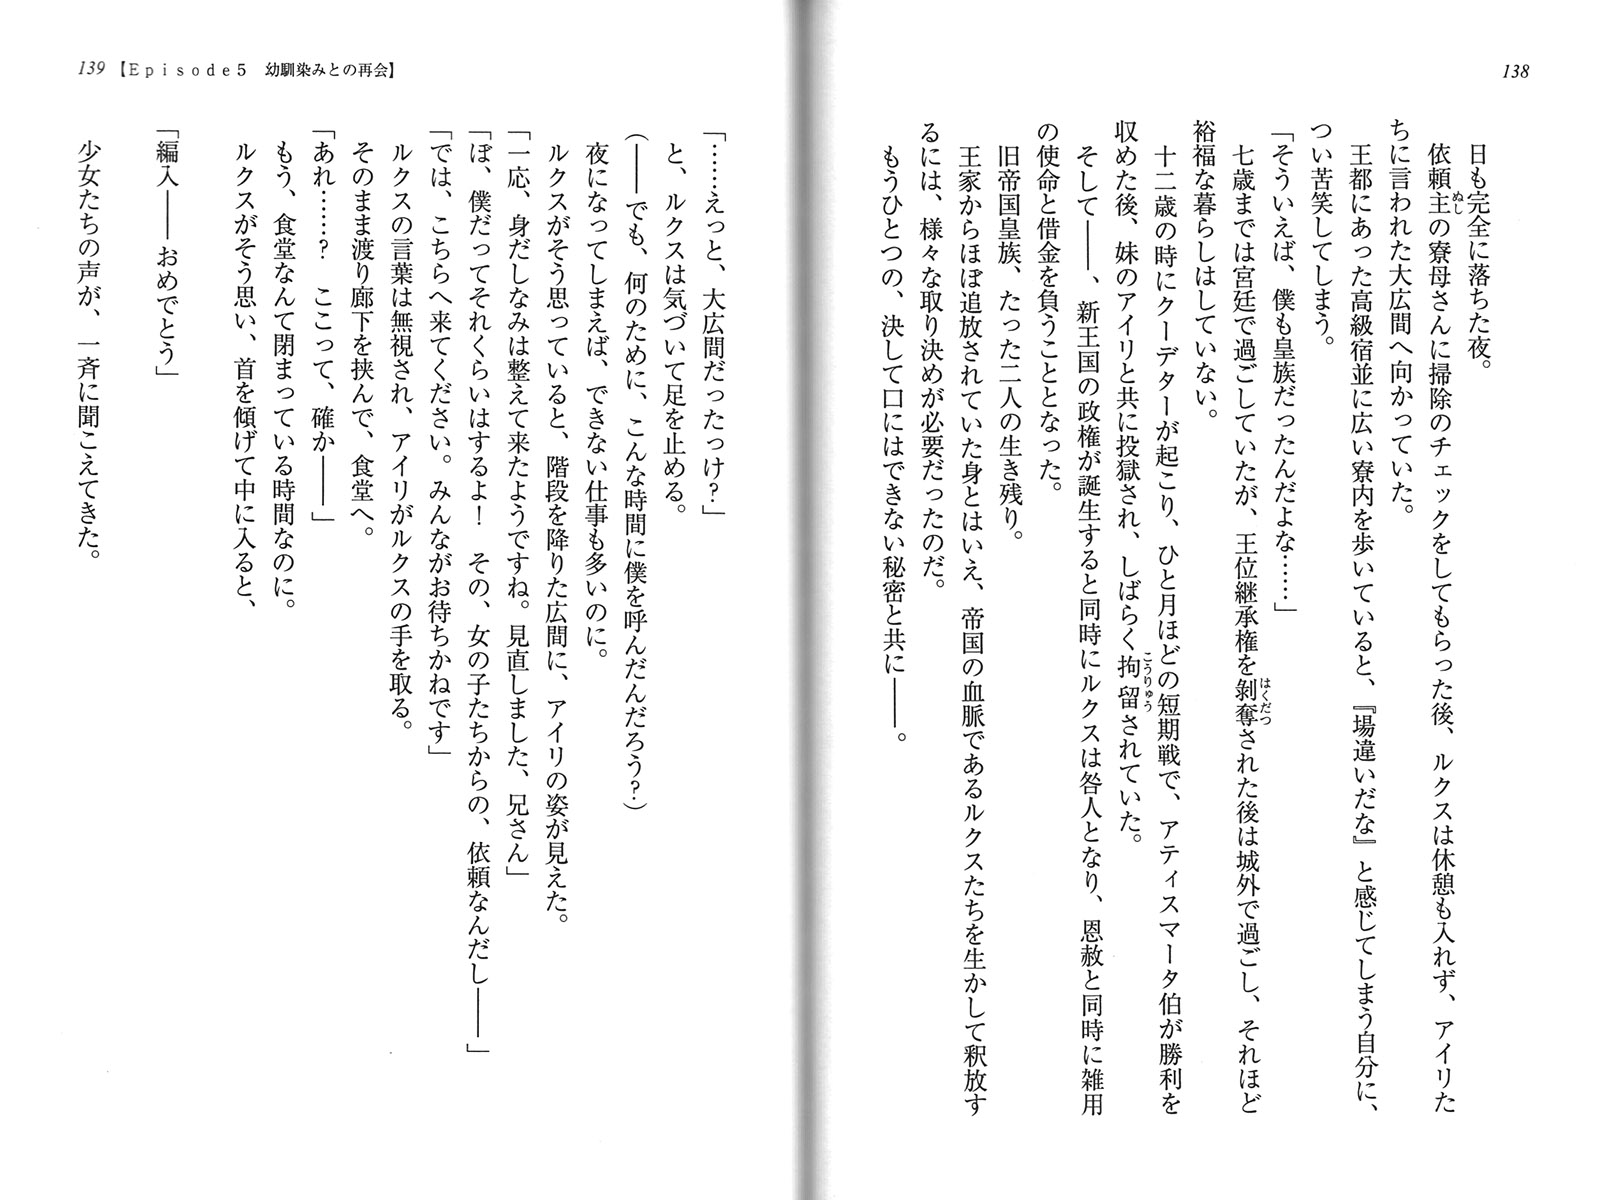 138
日も完全に落ちた夜。
依頼主の寮母さんに掃除のチェックをしてもらった後、ルクスは休憩も入れず、アイリた
ちに言われた大広間へ向かっていた。
王都にあった高級宿並に広い寮内を歩いていると、『場違いだな』と感じてしまう自分に、
つい苦笑してしまう。
「そういえば、僕も皇族だったんだよな……」
七歳までは宮廷で過ごしていたが、王位継承権を剝奪された後は城外で過ごし、それほど
裕福な暮らしはしていない。
十二歳の時にクーデターが起こり、ひと月ほどの短期戦で、アティスマータ伯が勝利を
収めた後、妹のアイリと共に投獄され、しばらく拘留されていた。
そして――、新王国の政権が誕生すると同時にルクスは咎人となり、恩赦と同時に雑用
の使命と借金を負うこととなった。
旧帝国皇族、たった二人の生き残り。
王家からほぼ追放されていた身とはいえ、帝国の血脈であるルクスたちを生かして釈放す
るには、様々な取り決めが必要だったのだ。
もうひとつの、決して口にはできない秘密と共に――。
ぬし
はくだつ
こうりゅう
139【Episode5 幼馴染みとの再会】
「……えっと、大広間だったっけ?」
と、ルクスは気づいて足を止める。
(――でも、何のために、こんな時間に僕を呼んだんだろう?)
夜になってしまえば、できない仕事も多いのに。
ルクスがそう思っていると、階段を降りた広間に、アイリの姿が見えた。
「一応、身だしなみは整えて来たようですね。見直しました、兄さん」
「ぼ、僕だってそれくらいはするよ! その、女の子たちからの、依頼なんだし――」
「では、こちらへ来てください。みんながお待ちかねです」
ルクスの言葉は無視され、アイリがルクスの手を取る。
そのまま渡り廊下を挟んで、食堂へ。
「あれ……? ここって、確か――」
もう、食堂なんて閉まっている時間なのに。
ルクスがそう思い、首を傾げて中に入ると、
「編入――おめでとう」
少女たちの声が、一斉に聞こえてきた。